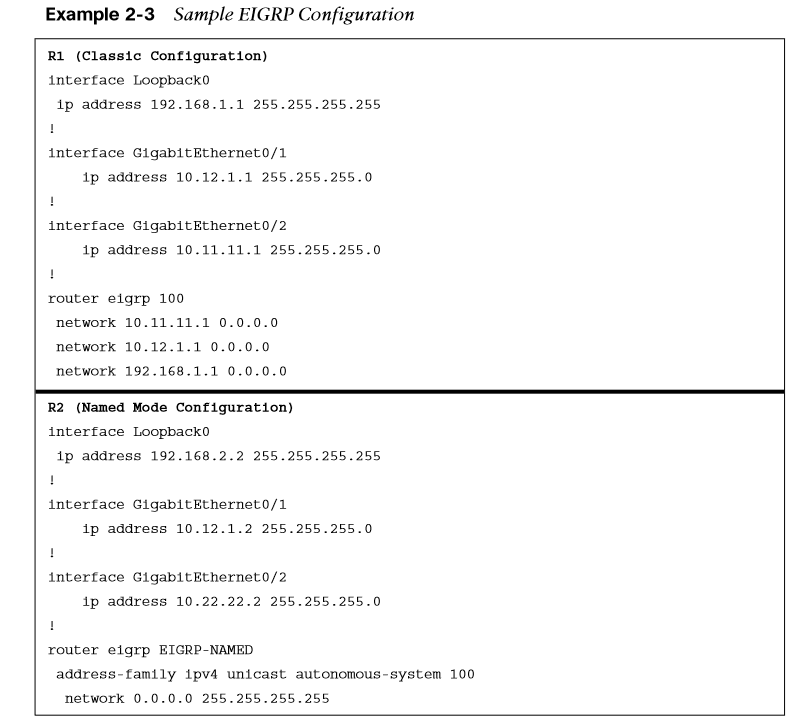 Example 2-3 Sample EIGRP Configuration
R1 (Classic Configuration)
interface Loopback0
 ip address 192.168.1.1 255.255.255.255
!
interface GigabitEthernet0/1
    ip address 10.12.1.1 255.255.255.0
!
interface GigabitEthernet0/2
    ip address 10.11.11.1 255.255.255.0
!
router eigrp 100
 network 10.11.11.1 0.0.0.0
 network 10.12.1.1 0.0.0.0
 network 192.168.1.1 0.0.0.0
R2 (Named Mode Configuration)
interface Loopback0
 ip address 192.168.2.2 255.255.255.255
!
interface GigabitEthernet0/1
    ip address 10.12.1.2 255.255.255.0
!
interface GigabitEthernet0/2
    ip address 10.22.22.2 255.255.255.0
!
router eigrp EIGRP-NAMED
 address-family ipv4 unicast autonomous-system 100
  network 0.0.0.0 255.255.255.255